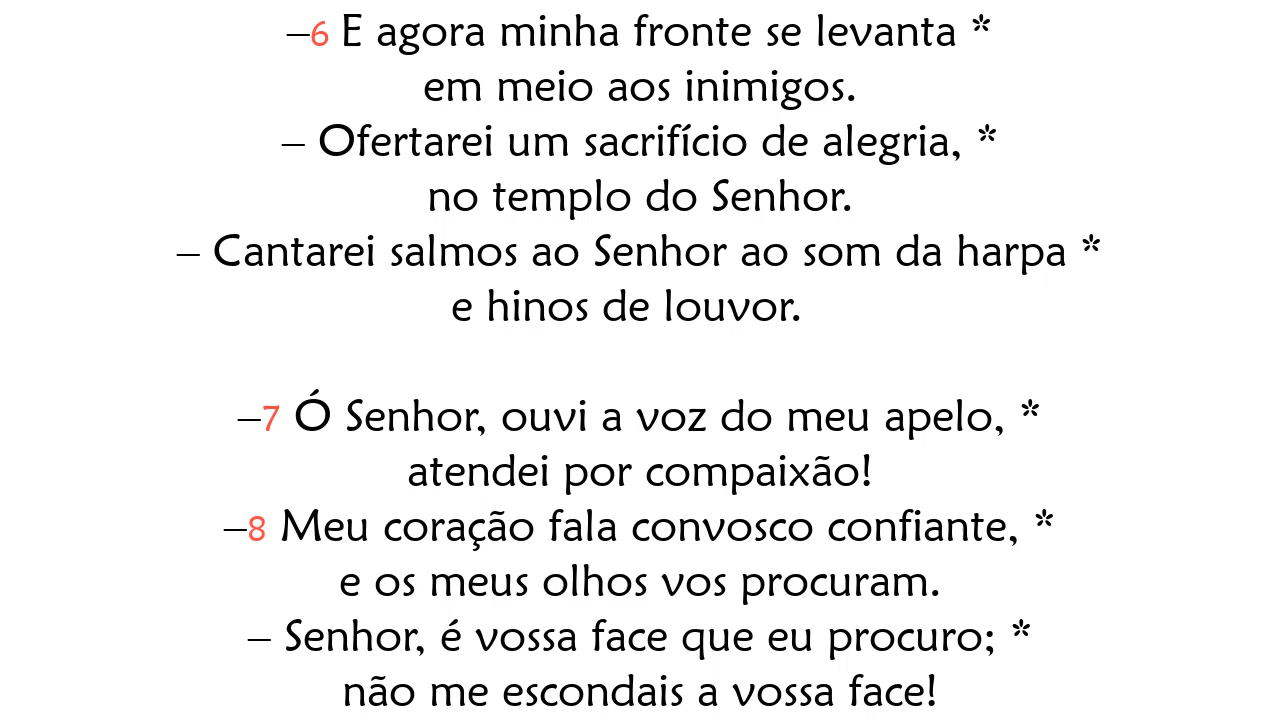 –6 E agora minha fronte se levanta *
em meio aos inimigos.
– Ofertarei um sacrifício de alegria, *
no templo do Senhor.
– Cantarei salmos ao Senhor ao som da harpa *
e hinos de louvor.
–7 Ó Senhor, ouvi a voz do meu apelo, *
atendei por compaixão!
–8 Meu coração fala convosco confiante, *
e os meus olhos vos procuram.
– Senhor, é vossa face que eu procuro; *
não me escondais a vossa face!